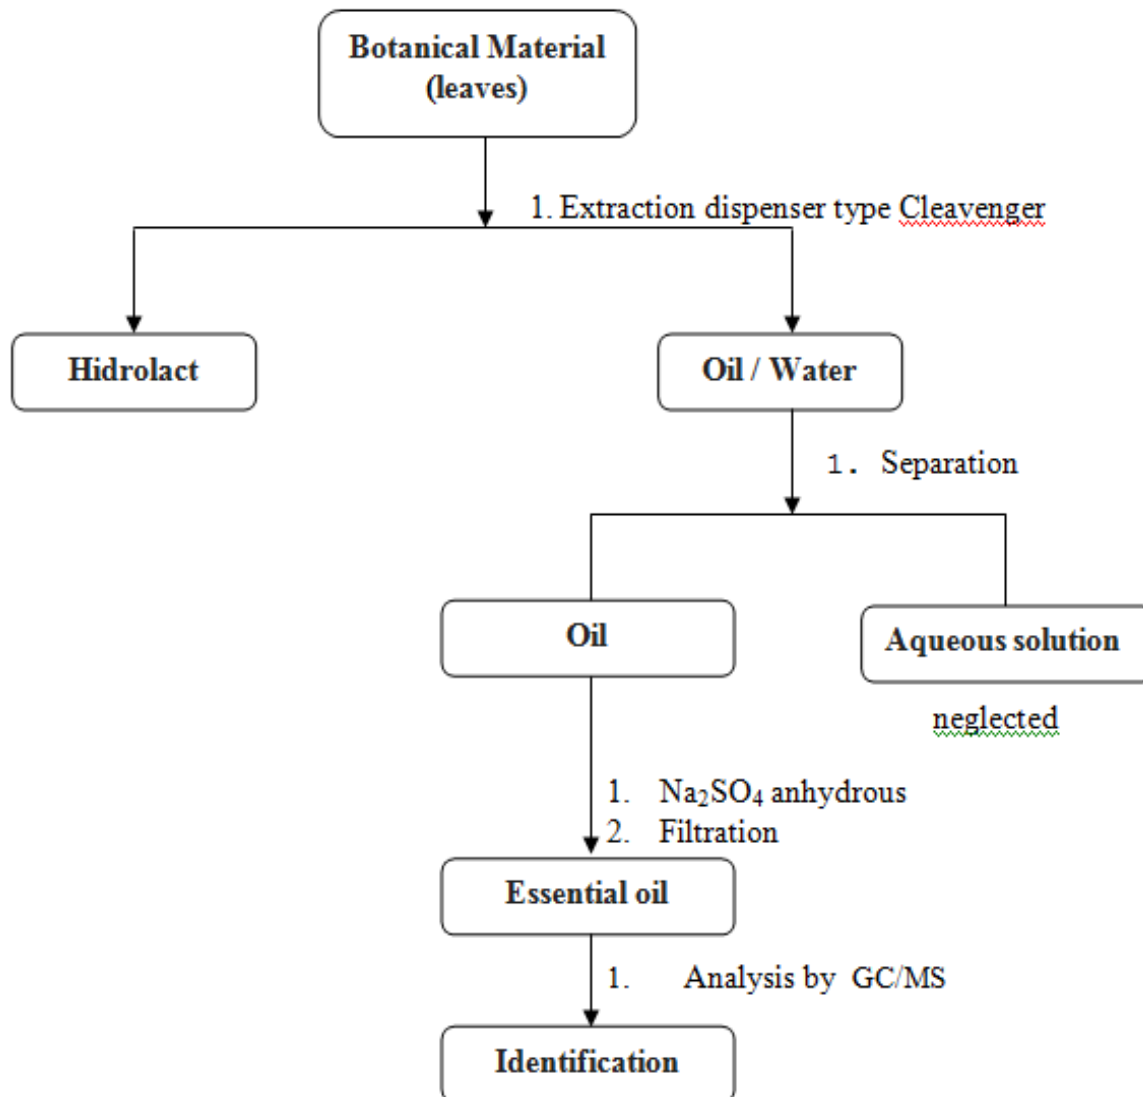 Botanical Material
(leaves)
1. Extraction dispenser type Cleavenger
Hidrolact
Oil / Water
1. Separation
Oil
Aqueous solution
neglected
1. Na₂SO₄ anhydrous
2. Filtration
Essential oil
1. Analysis by GC/MS
Identification